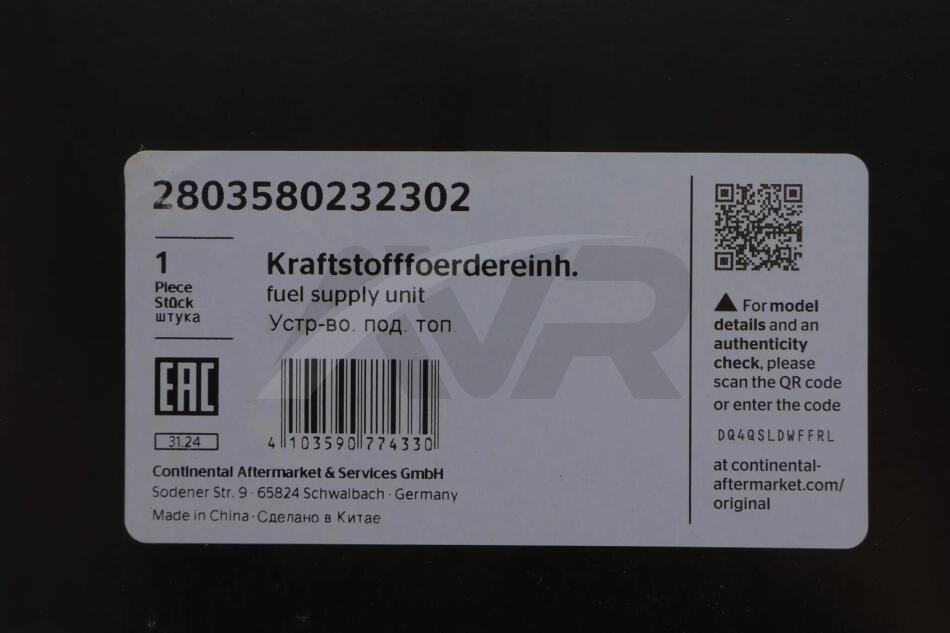 2803580232302
1
Piece
Stück
штука
Kraftstofffoerdereinh.
fuel supply unit
Устр-во. под. топ.
EAC
31.24
4 103590 774330
Continental Aftermarket & Services GmbH
Sodener Str. 9 · 65824 Schwalbach · Germany
Made in China · Сделано в Китае
For model
details and an
authenticity
check, please
scan the QR code
or enter the code
DQ4QSLDWFFRL
at continental-
aftermarket.com/
original
AVR